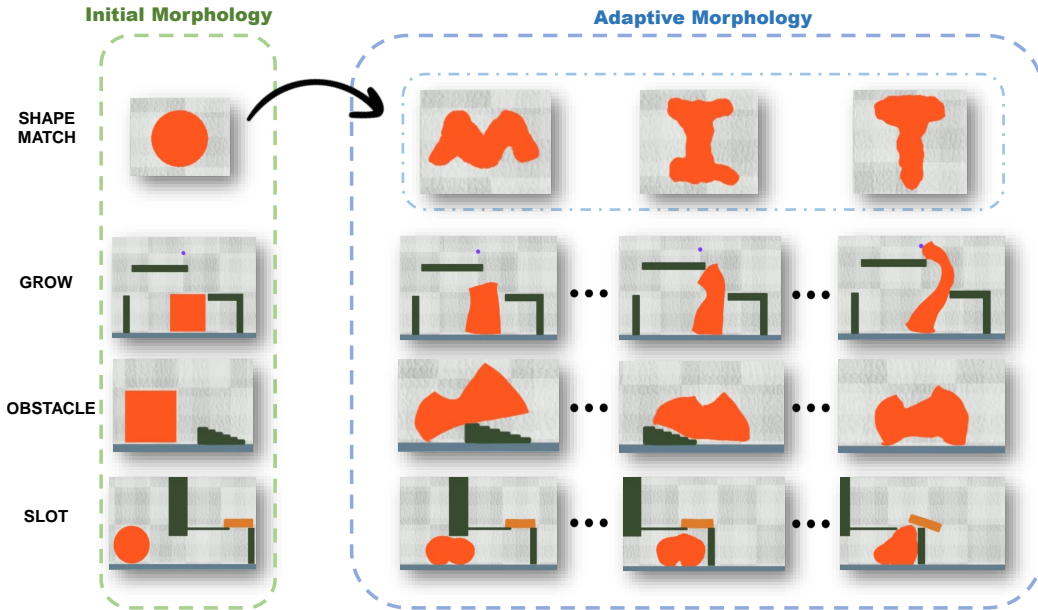 Initial Morphology
Adaptive Morphology
SHAPE
MATCH
GROW
OBSTACLE
SLOT